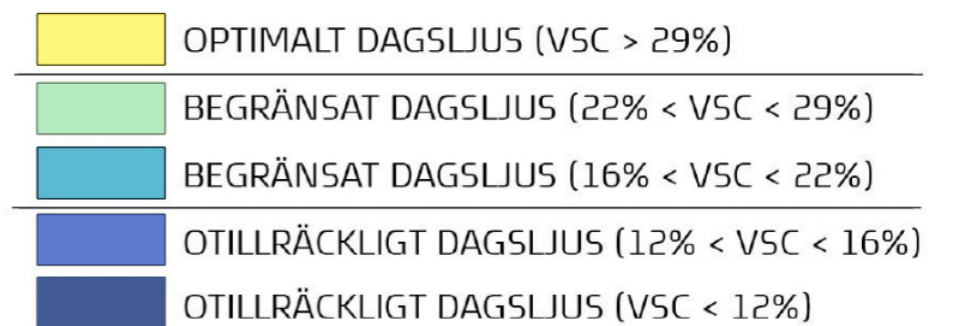 OPTIMALT DAGSLJUS (VSC > 29%)
BEGRÄNSAT DAGSLJUS (22% < VSC < 29%)
BEGRÄNSAT DAGSLJUS (16% < VSC < 22%)
OTILLRÄCKLIGT DAGSLJUS (12% < VSC < 16%)
OTILLRÄCKLIGT DAGSLJUS (VSC < 12%)